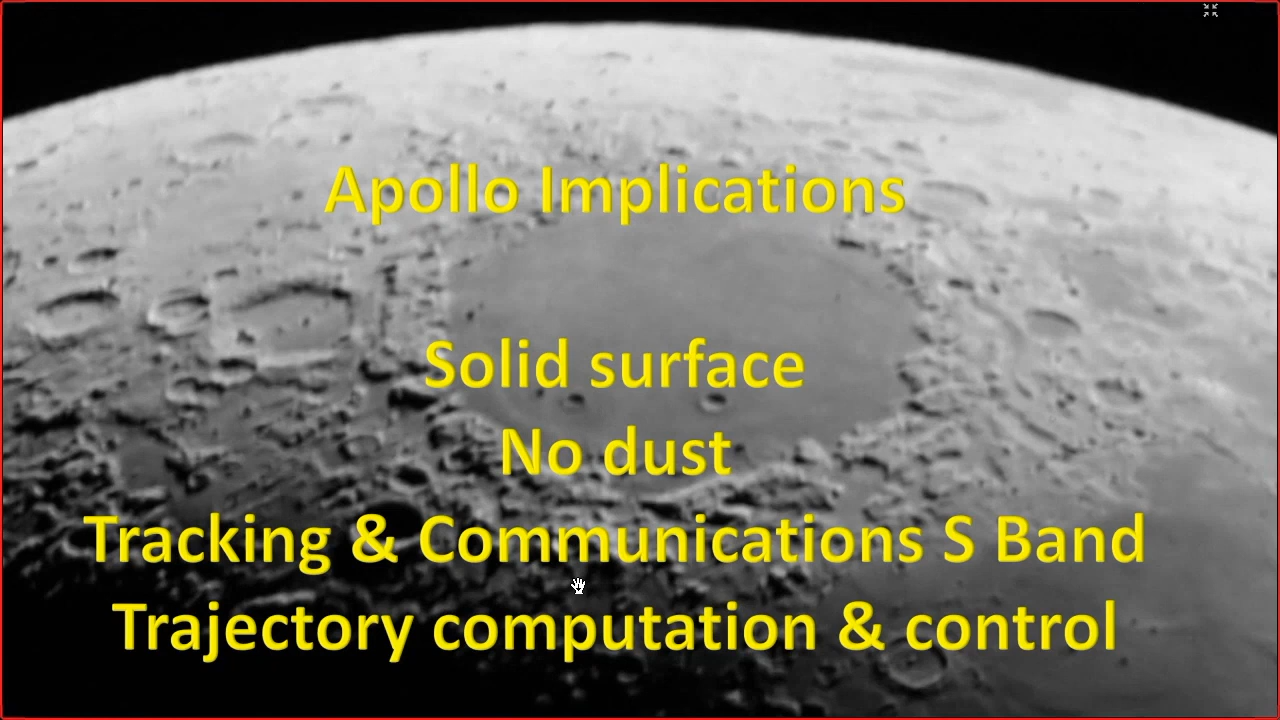 Apollo Implications
Solid surface
No dust
Tracking & Communications S Band
Trajectory computation & control